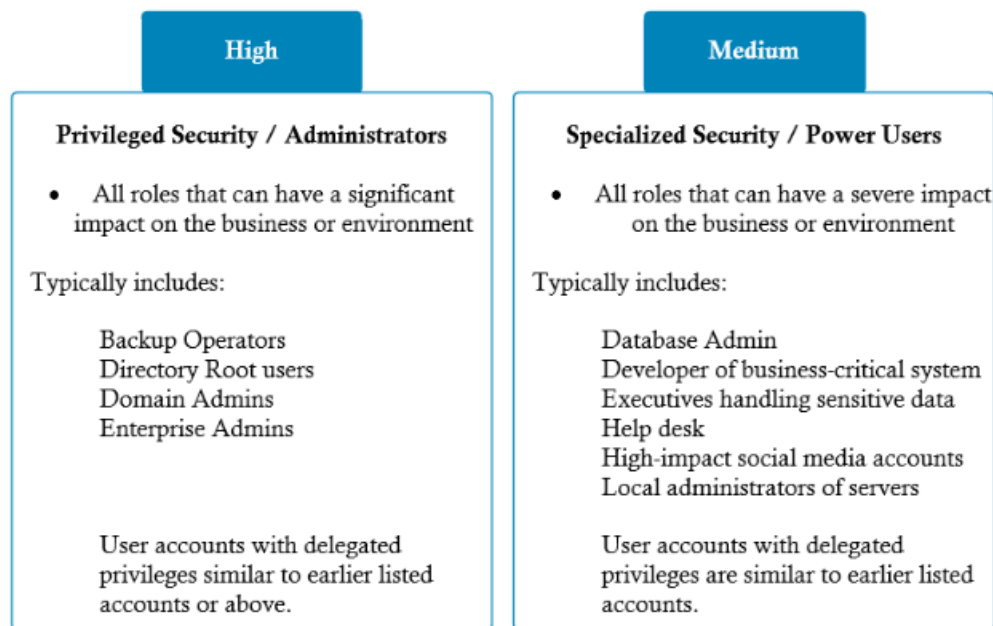 High
Privileged Security / Administrators
• All roles that can have a significant
impact on the business or environment
Typically includes:
Backup Operators
Directory Root users
Domain Admins
Enterprise Admins
User accounts with delegated
privileges similar to earlier listed
accounts or above.
Medium
Specialized Security / Power Users
• All roles that can have a severe impact
on the business or environment
Typically includes:
Database Admin
Developer of business-critical system
Executives handling sensitive data
Help desk
High-impact social media accounts
Local administrators of servers
User accounts with delegated
privileges are similar to earlier listed
accounts.